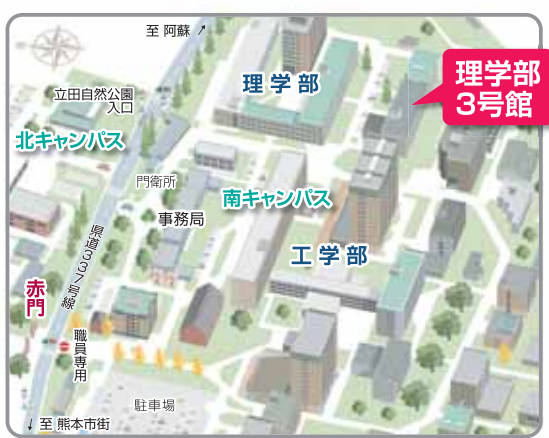 至 阿蘇
理学部
理学部
3号館
立田自然公園
入口
北キャンパス
門衛所
南キャンパス
事務局
県道337号線
工学部
赤門
職員専用
駐車場
至 熊本市街